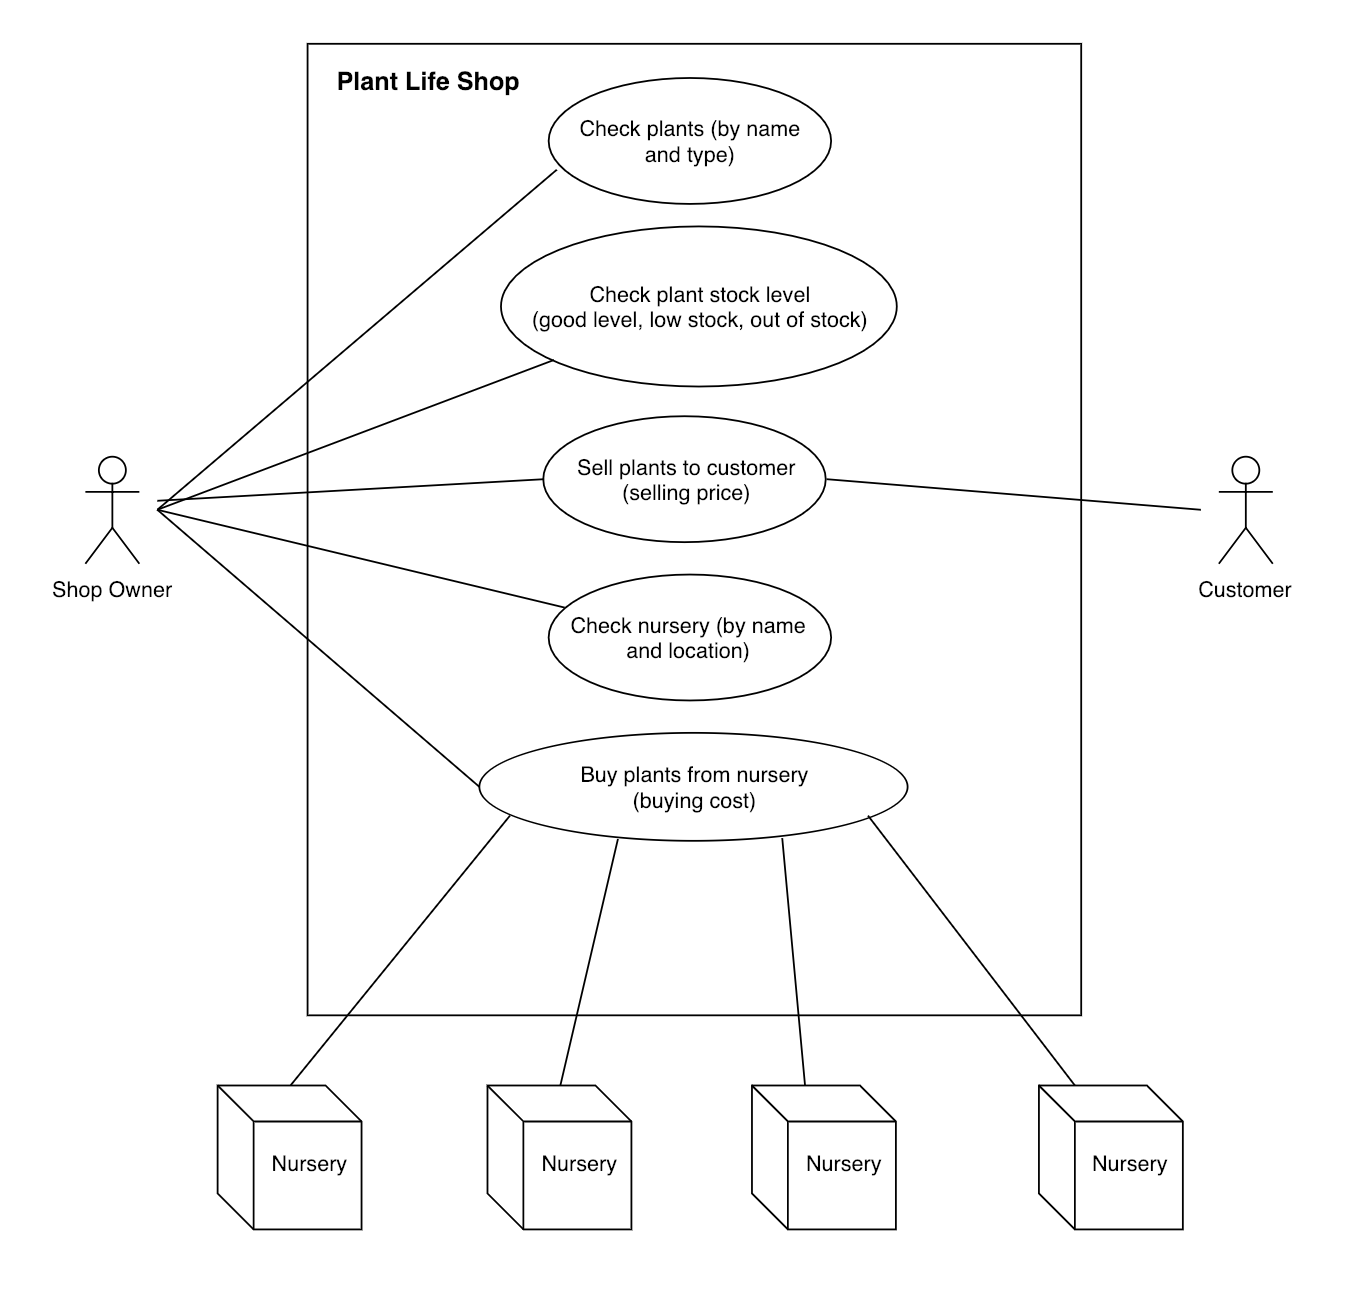 Plant Life Shop
Check plants (by name
and type)
Check plant stock level
(good level, low stock, out of stock)
Sell plants to customer
(selling price)
Shop Owner
Customer
Check nursery (by name
and location)
Buy plants from nursery
(buying cost)
Nursery
Nursery
Nursery
Nursery